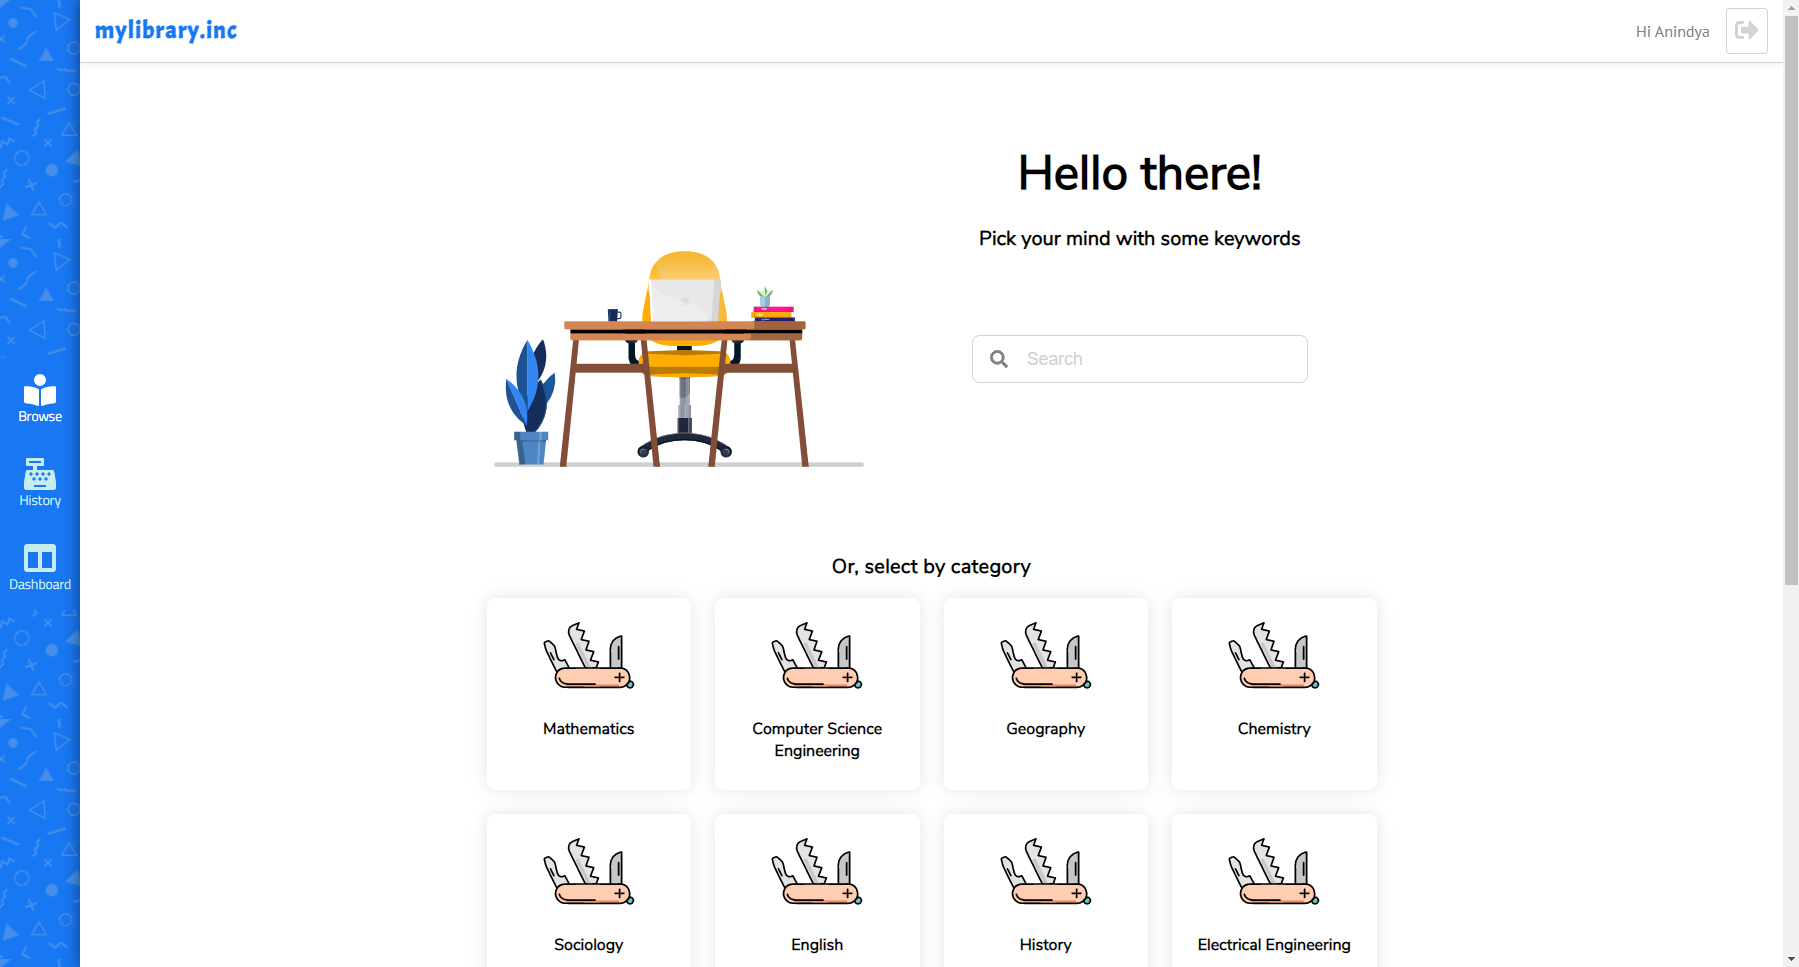 mylibrary.inc
Hi Anindya
Hello there!
Pick your mind with some keywords
Search
Browse
History
Dashboard
Or, select by category
Mathematics
Computer Science
Engineering
Geography
Chemistry
Sociology
English
History
Electrical Engineering